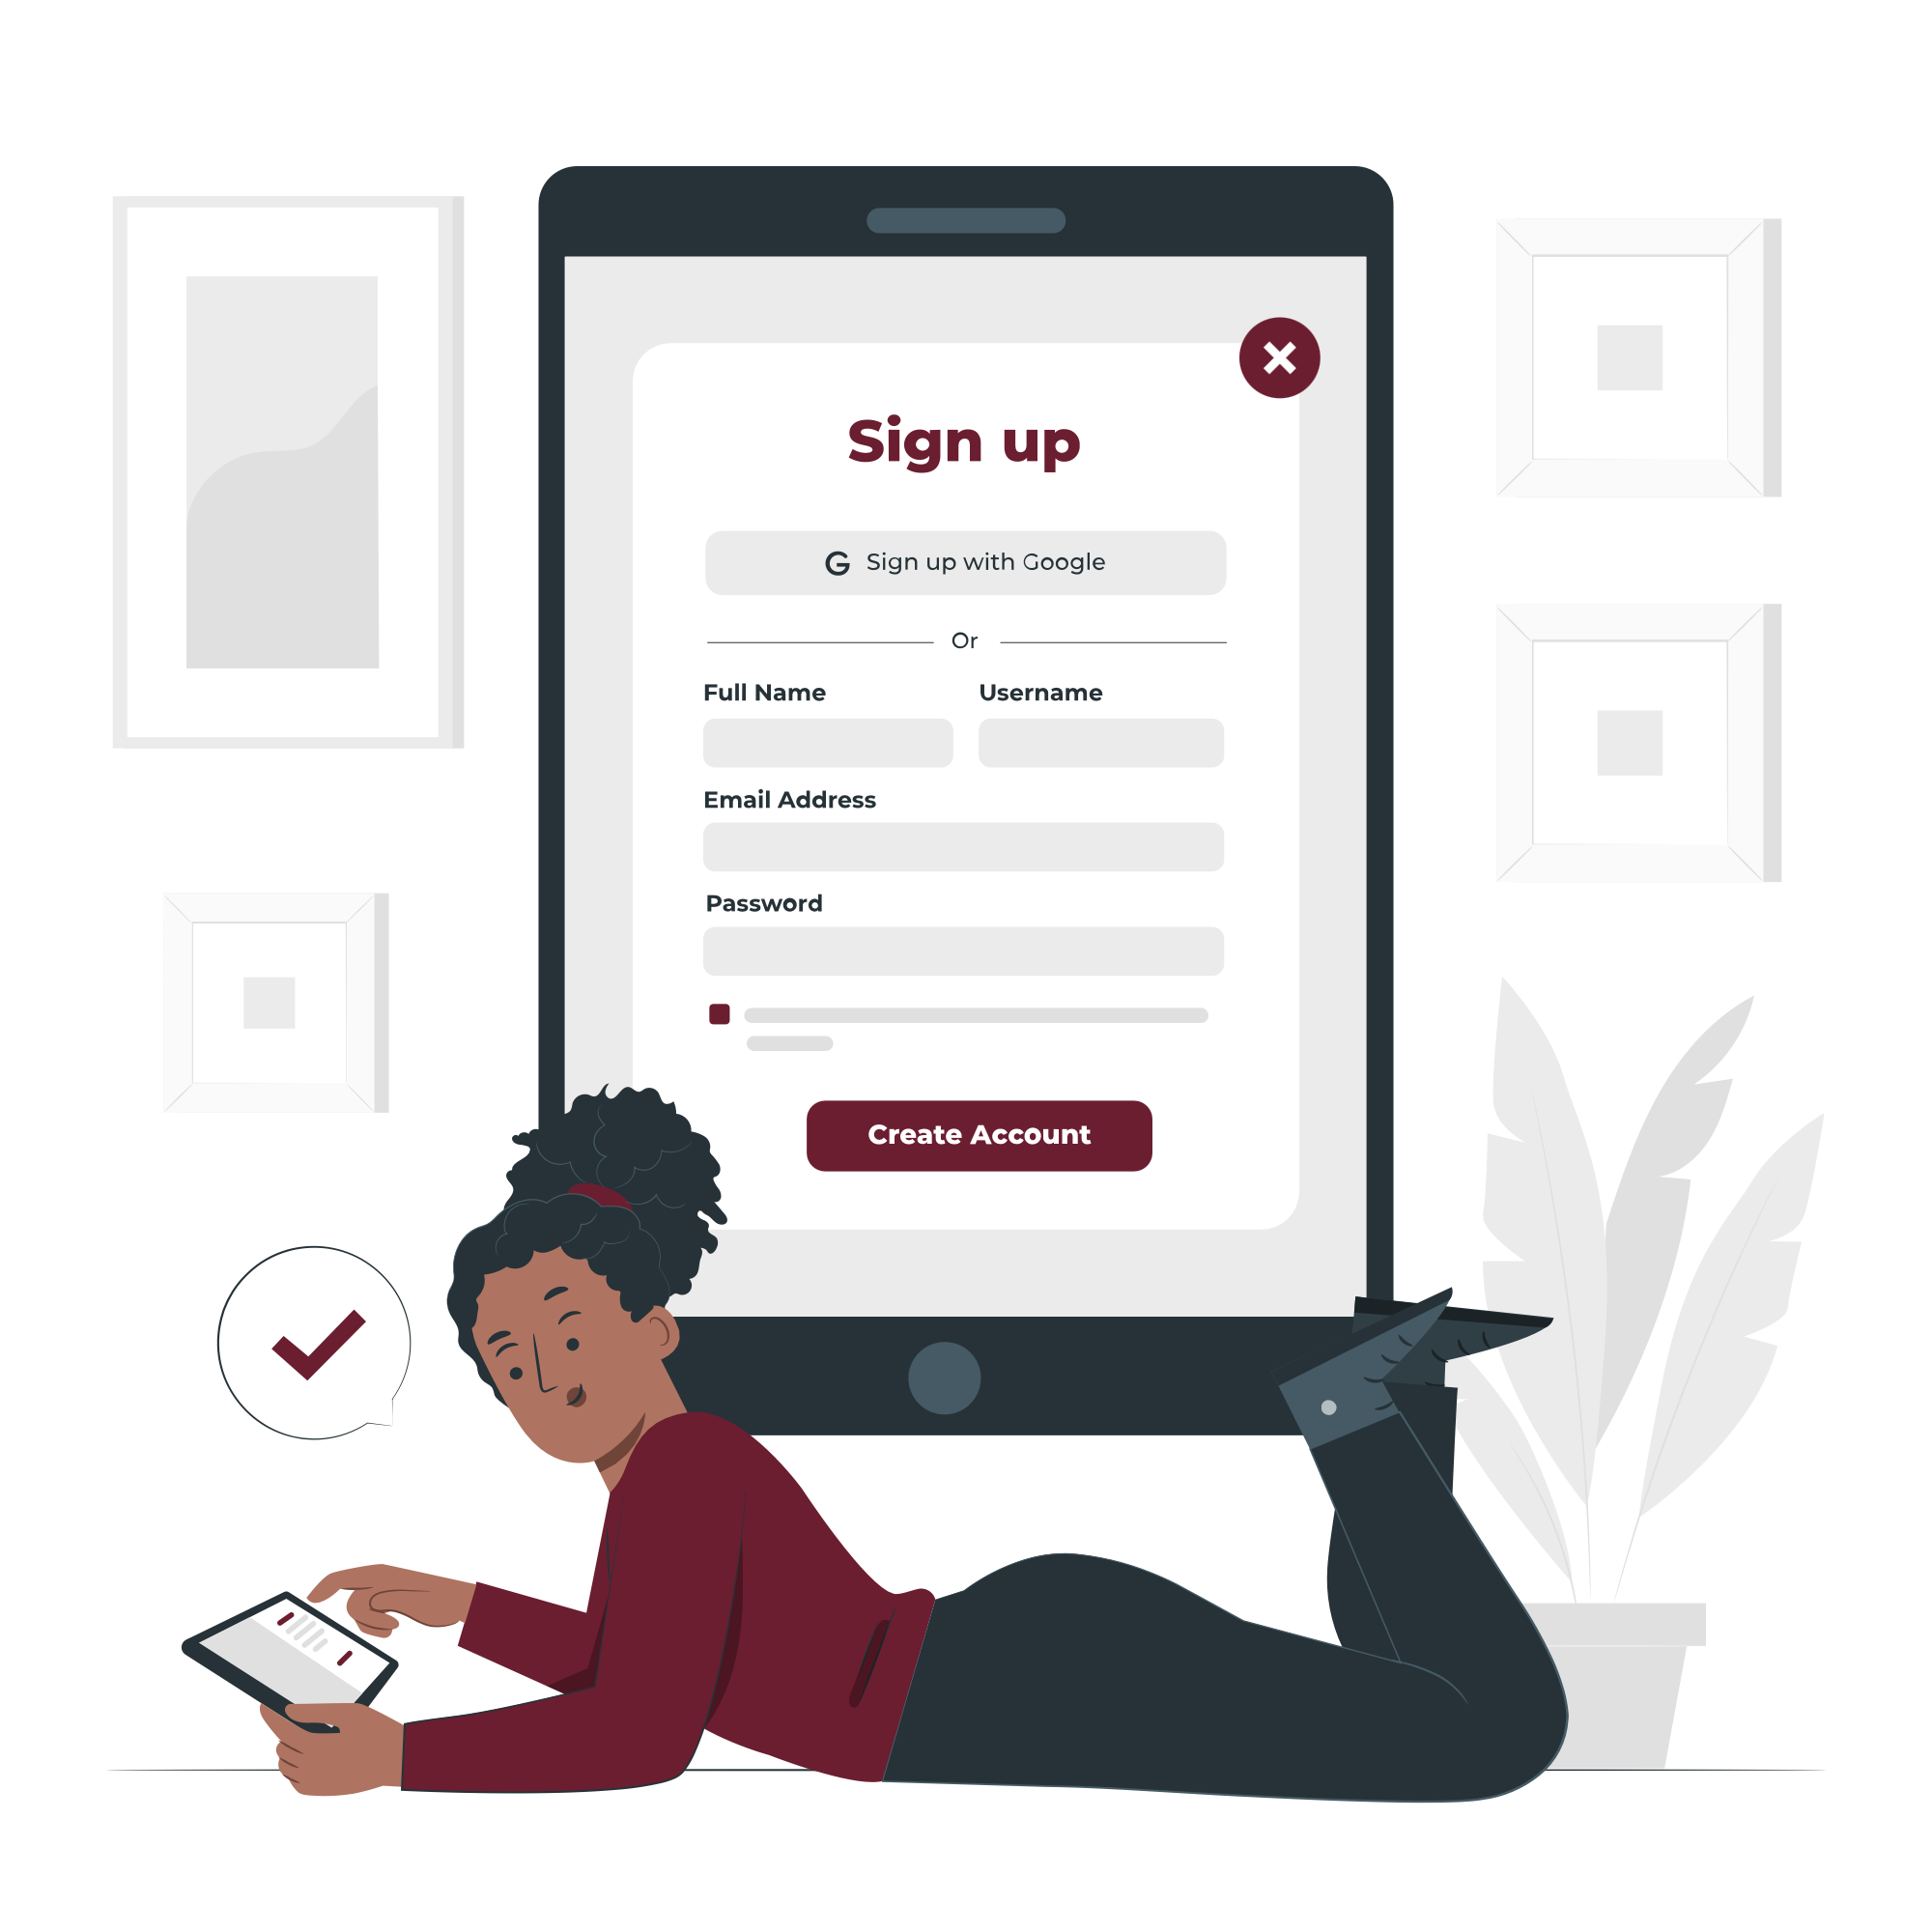 Sign up
G Sign up with Google
Or
Full Name Username
Email Address
Password
Create Account